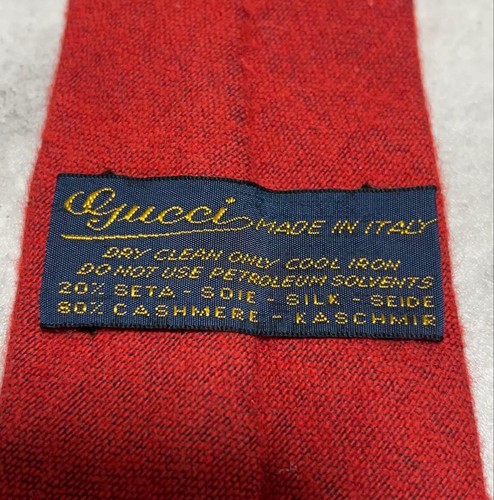 Gucci MADE IN ITALY
DRY CLEAN ONLY COOL IRON
DO NOT USE PETROLEUM SOLVENTS
20% SETA - SOIE - SILK - SEIDE
80% CASHMERE - KASCHMIR